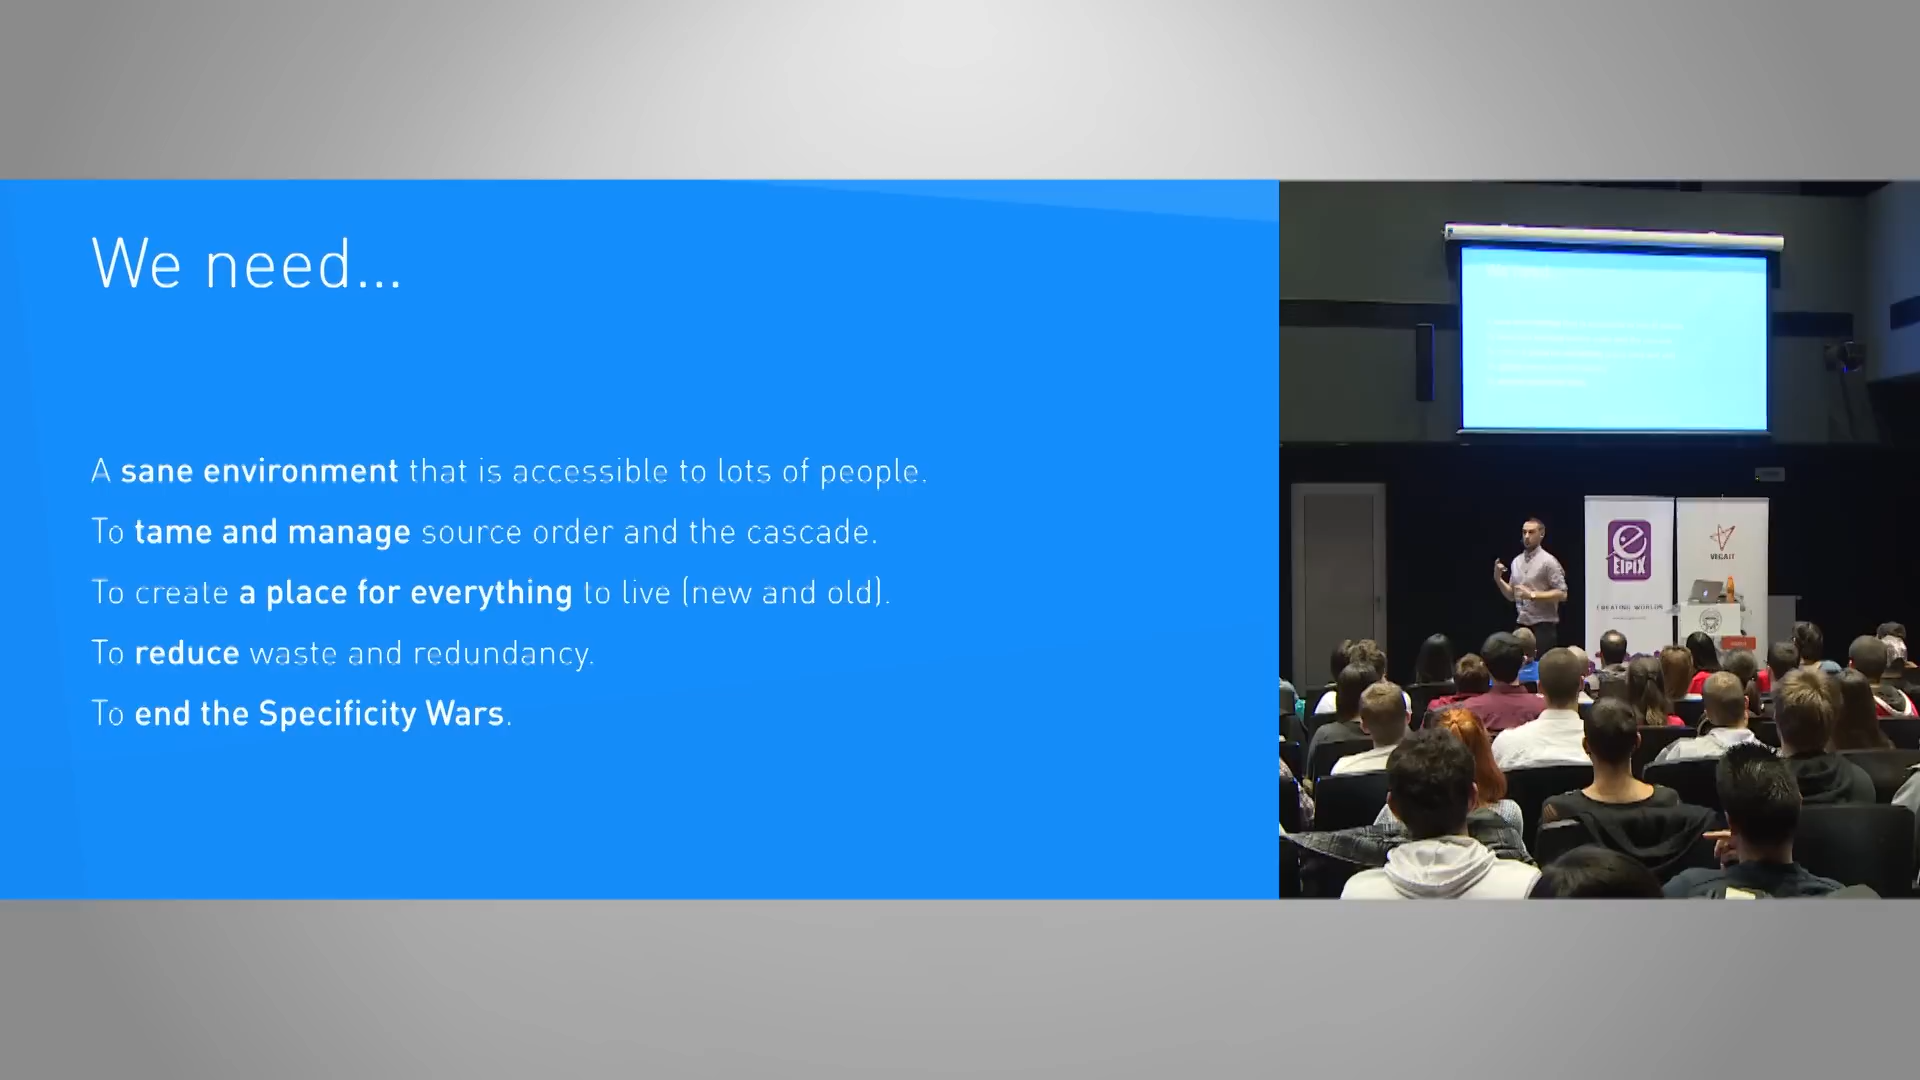 We need...
A sane environment that is accessible to lots of people.
To tame and manage source order and the cascade.
To create a place for everything to live (new and old).
To reduce waste and redundancy.
To end the Specificity Wars.
EIPIX
CREATING WORLDS
VEGAIT